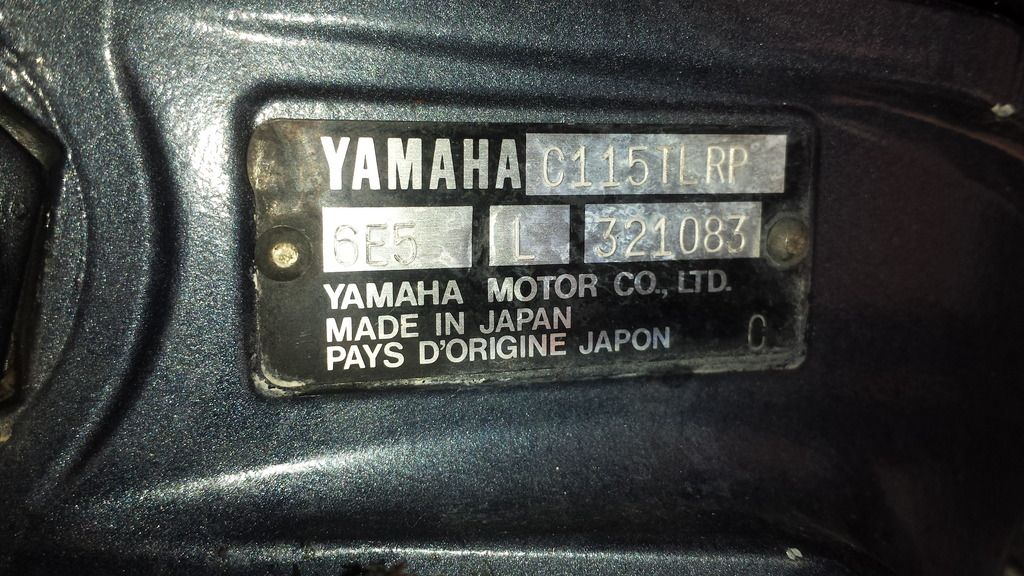 YAMAHA C115TLRP
6E5 L 321083
YAMAHA MOTOR CO., LTD.
MADE IN JAPAN
PAYS D'ORIGINE JAPON C